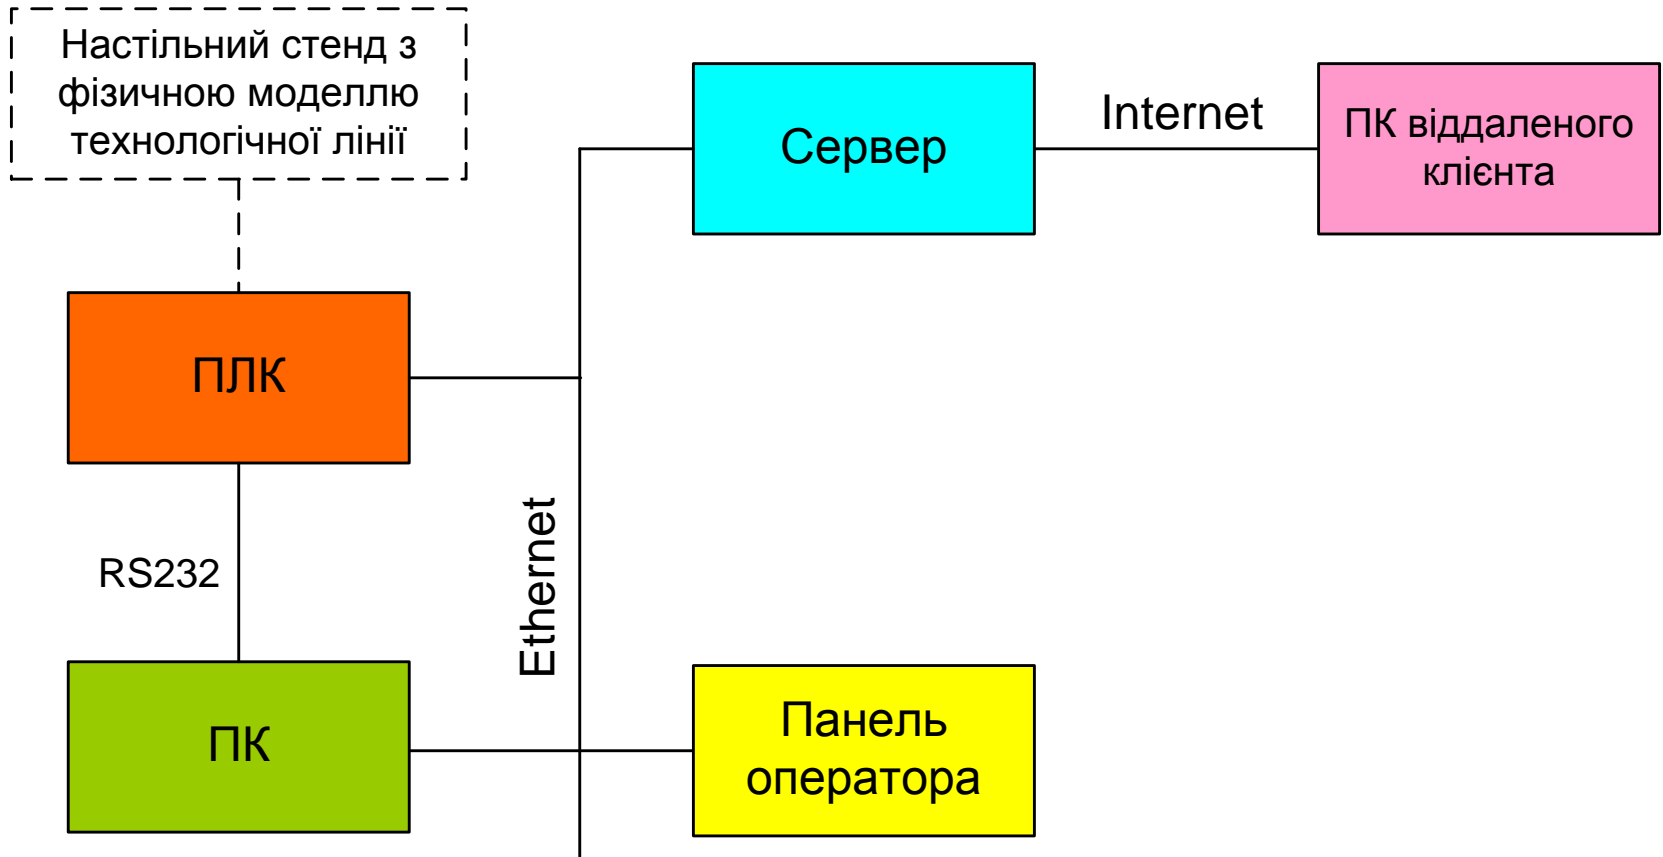 Настільний стенд з
фізичною моделлю
технологічної лінії
Сервер
Internet
ПК віддаленого
клієнта
ПЛК
RS232
Ethernet
ПК
Панель
оператора